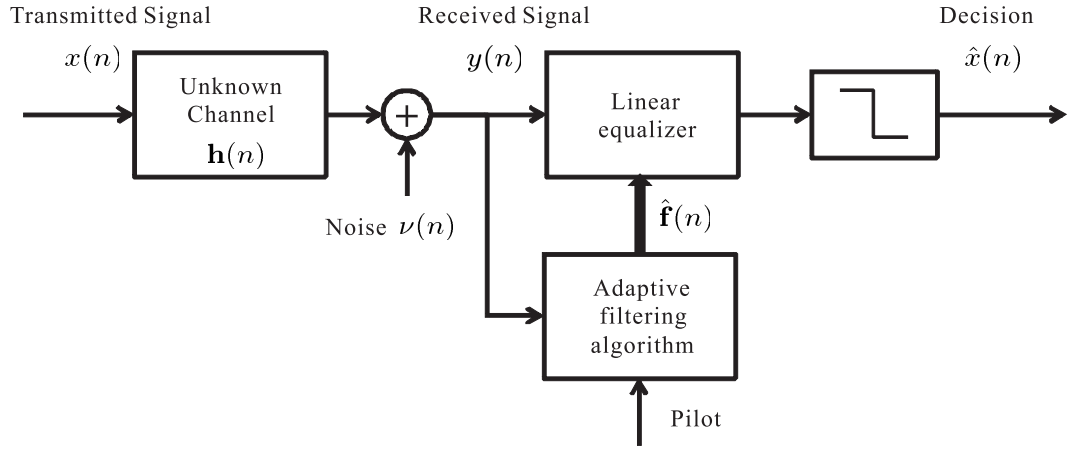 Transmitted Signal
Received Signal
Decision
x(n)
y(n)
x̂(n)
Unknown
Channel
h(n)
+
Linear
equalizer
Noise ν(n)
f̂(n)
Adaptive
filtering
algorithm
Pilot